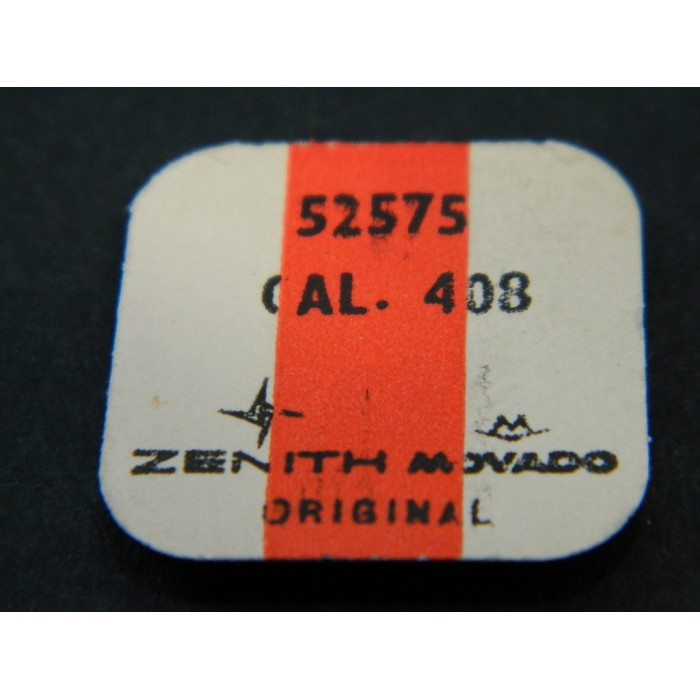 52575
CAL. 408
ZENITH MOVADO
ORIGINAL